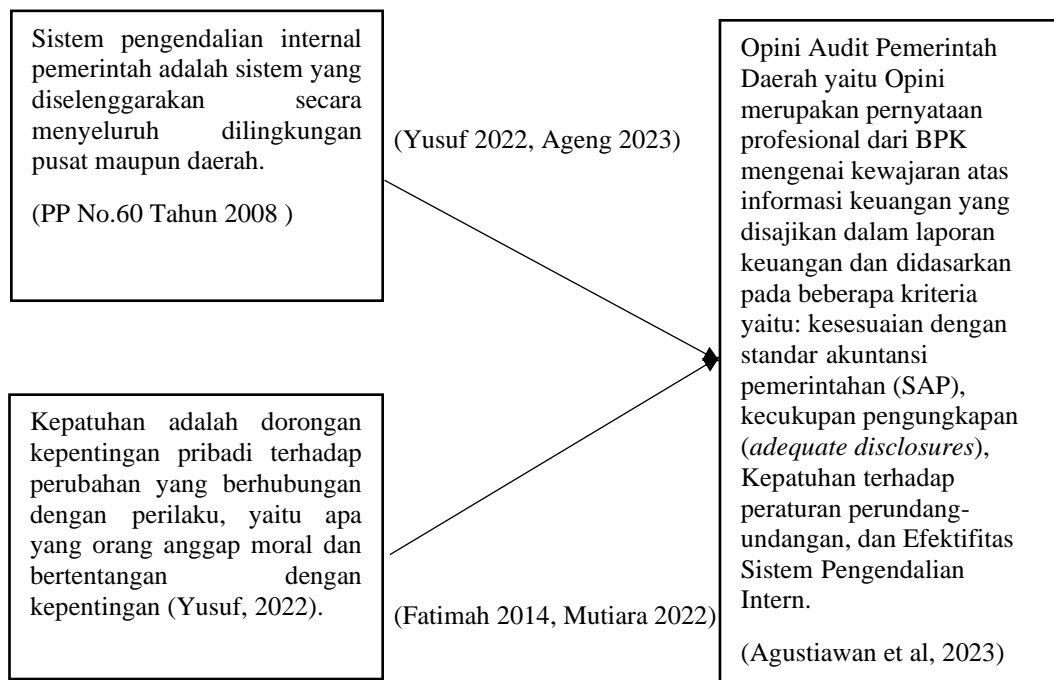 Sistem pengendalian internal
pemerintah adalah sistem yang
diselenggarakan secara
menyeluruh dilingkungan
pusat maupun daerah.
(PP No.60 Tahun 2008 )
(Yusuf 2022, Ageng 2023)
Kepatuhan adalah dorongan
kepentingan pribadi terhadap
perubahan yang berhubungan
dengan perilaku, yaitu apa
yang orang anggap moral dan
bertentangan dengan
kepentingan (Yusuf, 2022).
(Fatimah 2014, Mutiara 2022)
Opini Audit Pemerintah
Daerah yaitu Opini
merupakan pernyataan
profesional dari BPK
mengenai kewajaran atas
informasi keuangan yang
disajikan dalam laporan
keuangan dan didasarkan
pada beberapa kriteria
yaitu: kesesuaian dengan
standar akuntansi
pemerintahan (SAP),
kecukupan pengungkapan
(adequate disclosures),
Kepatuhan terhadap
peraturan perundang-
undangan, dan Efektifitas
Sistem Pengendalian
Intern.
(Agustiawan et al, 2023)